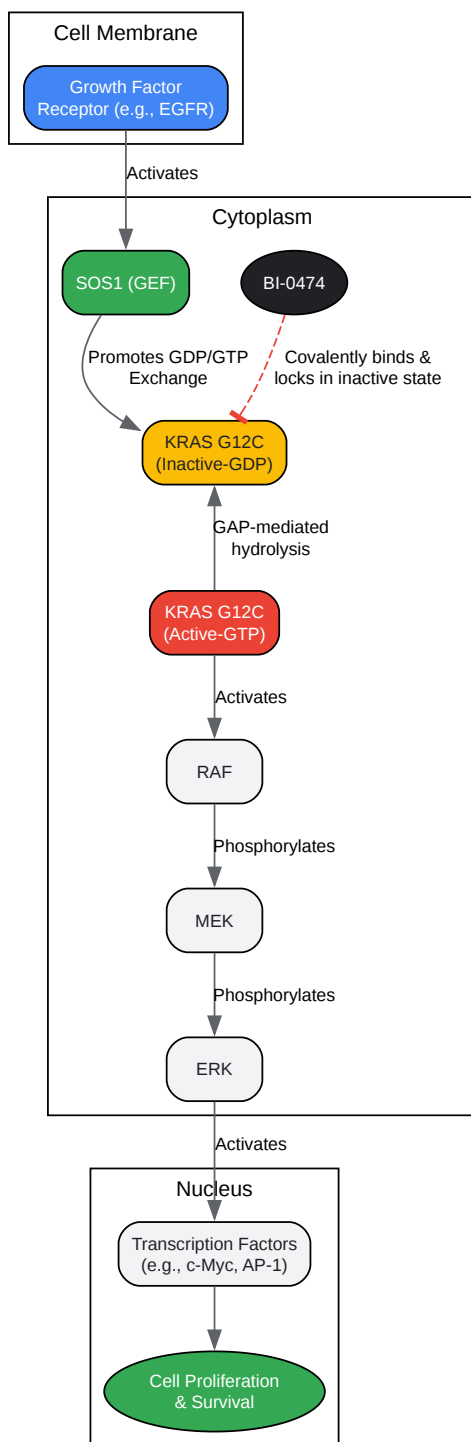 Cell Membrane
Growth Factor
Receptor (e.g., EGFR)
Activates
Cytoplasm
SOS1 (GEF)
BI-0474
Promotes GDP/GTP
Exchange
Covalently binds &
locks in inactive state
KRAS G12C
(Inactive-GDP)
GAP-mediated
hydrolysis
KRAS G12C
(Active-GTP)
Activates
RAF
Phosphorylates
MEK
Phosphorylates
ERK
Activates
Nucleus
Transcription Factors
(e.g., c-Myc, AP-1)
Cell Proliferation
& Survival